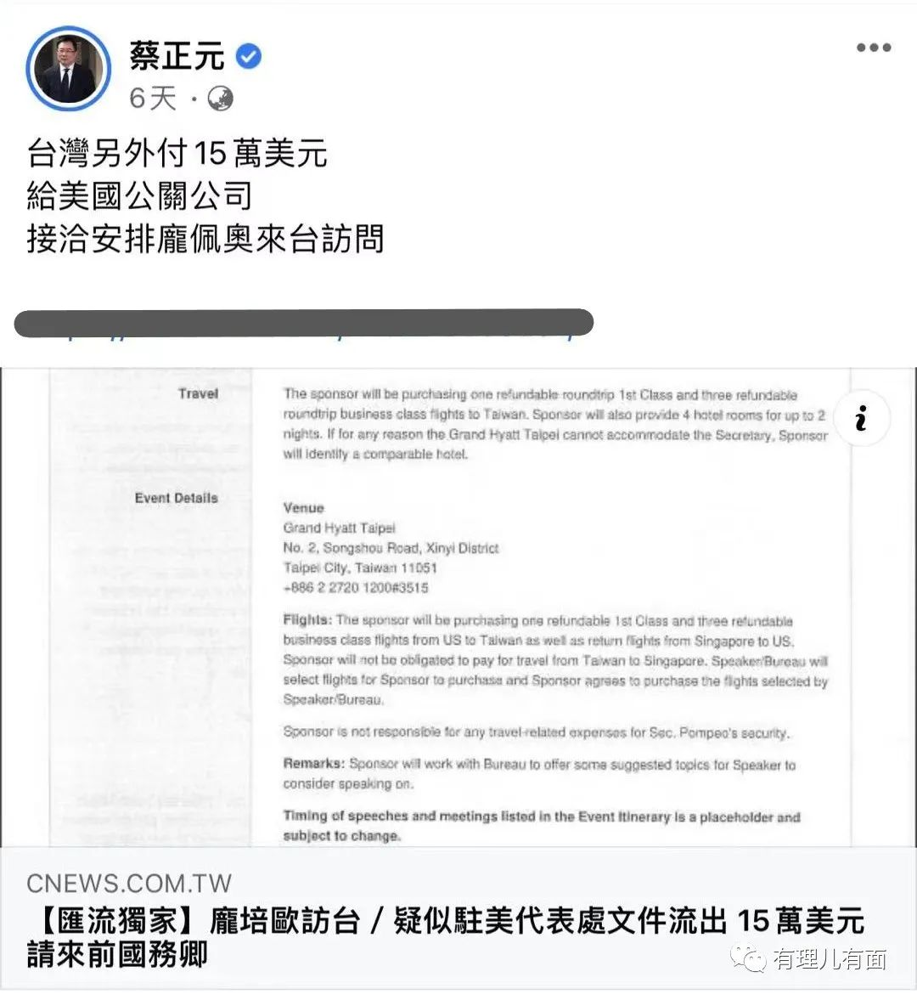 蔡正元
6天 ·
台灣另外付15萬美元
給美國公關公司
接洽安排龐佩奧來台訪問
Travel
The sponsor will be purchasing one refundable roundtrip 1st Class and three refundable
roundtrip business class flights to Taiwan. Sponsor will also provide 4 hotel rooms for up to 2
nights. If for any reason the Grand Hyatt Taipei cannot accommodate the Secretary, Sponsor
will identify a comparable hotel.
Event Details
Venue
Grand Hyatt Taipei
No. 2, Songshou Road, Xinyi District
Taipei City, Taiwan 11051
+886 2 2720 1200#3515
Flights: The sponsor will be purchasing one refundable 1st Class and three refundable
business class flights from US to Taiwan as well as return flights from Singapore to US.
Sponsor will not be obligated to pay for travel from Taiwan to Singapore. Speaker/Bureau will
select flights for Sponsor to purchase and Sponsor agrees to purchase the flights selected by
Speaker/Bureau.
Sponsor is not responsible for any travel-related expenses for Sec. Pompeo's security.
Remarks: Sponsor will work with Bureau to offer some suggested topics for Speaker to
consider speaking on.
Timing of speeches and meetings listed in the Event Itinerary is a placeholder and
subject to change.
CNEWS.COM.TW
【匯流獨家】龐培歐訪台 / 疑似駐美代表處文件流出 15萬美元
請來前國務卿
有理儿有面